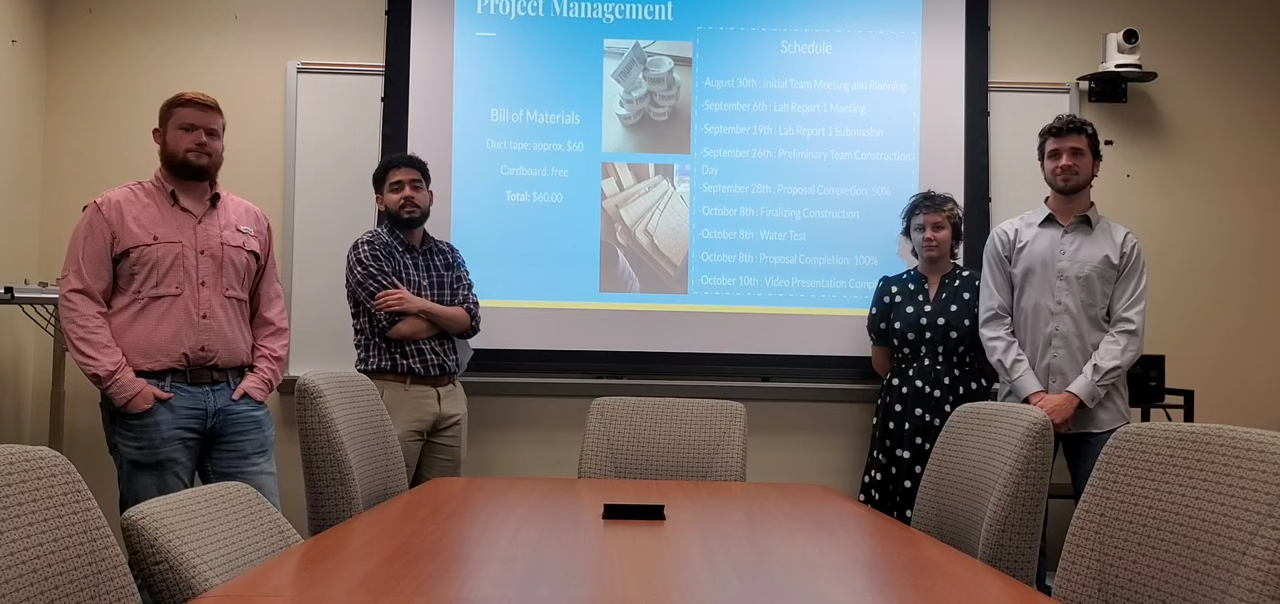 Project Management
Bill of Materials
Duct tape: approx. $60
Cardboard: free
Total: $60.00
Schedule
-August 30th : Initial Team Meeting and Planning
-September 6th : Lab Report 1 Meeting
-September 19th : Lab Report 1 Submission
-September 26th : Preliminary Team Construction
Day
-September 28th : Proposal Completion: 50%
-October 8th : Finalizing Construction
-October 8th : Water Test
-October 8th : Proposal Completion: 100%
-October 10th : Video Presentation Comp